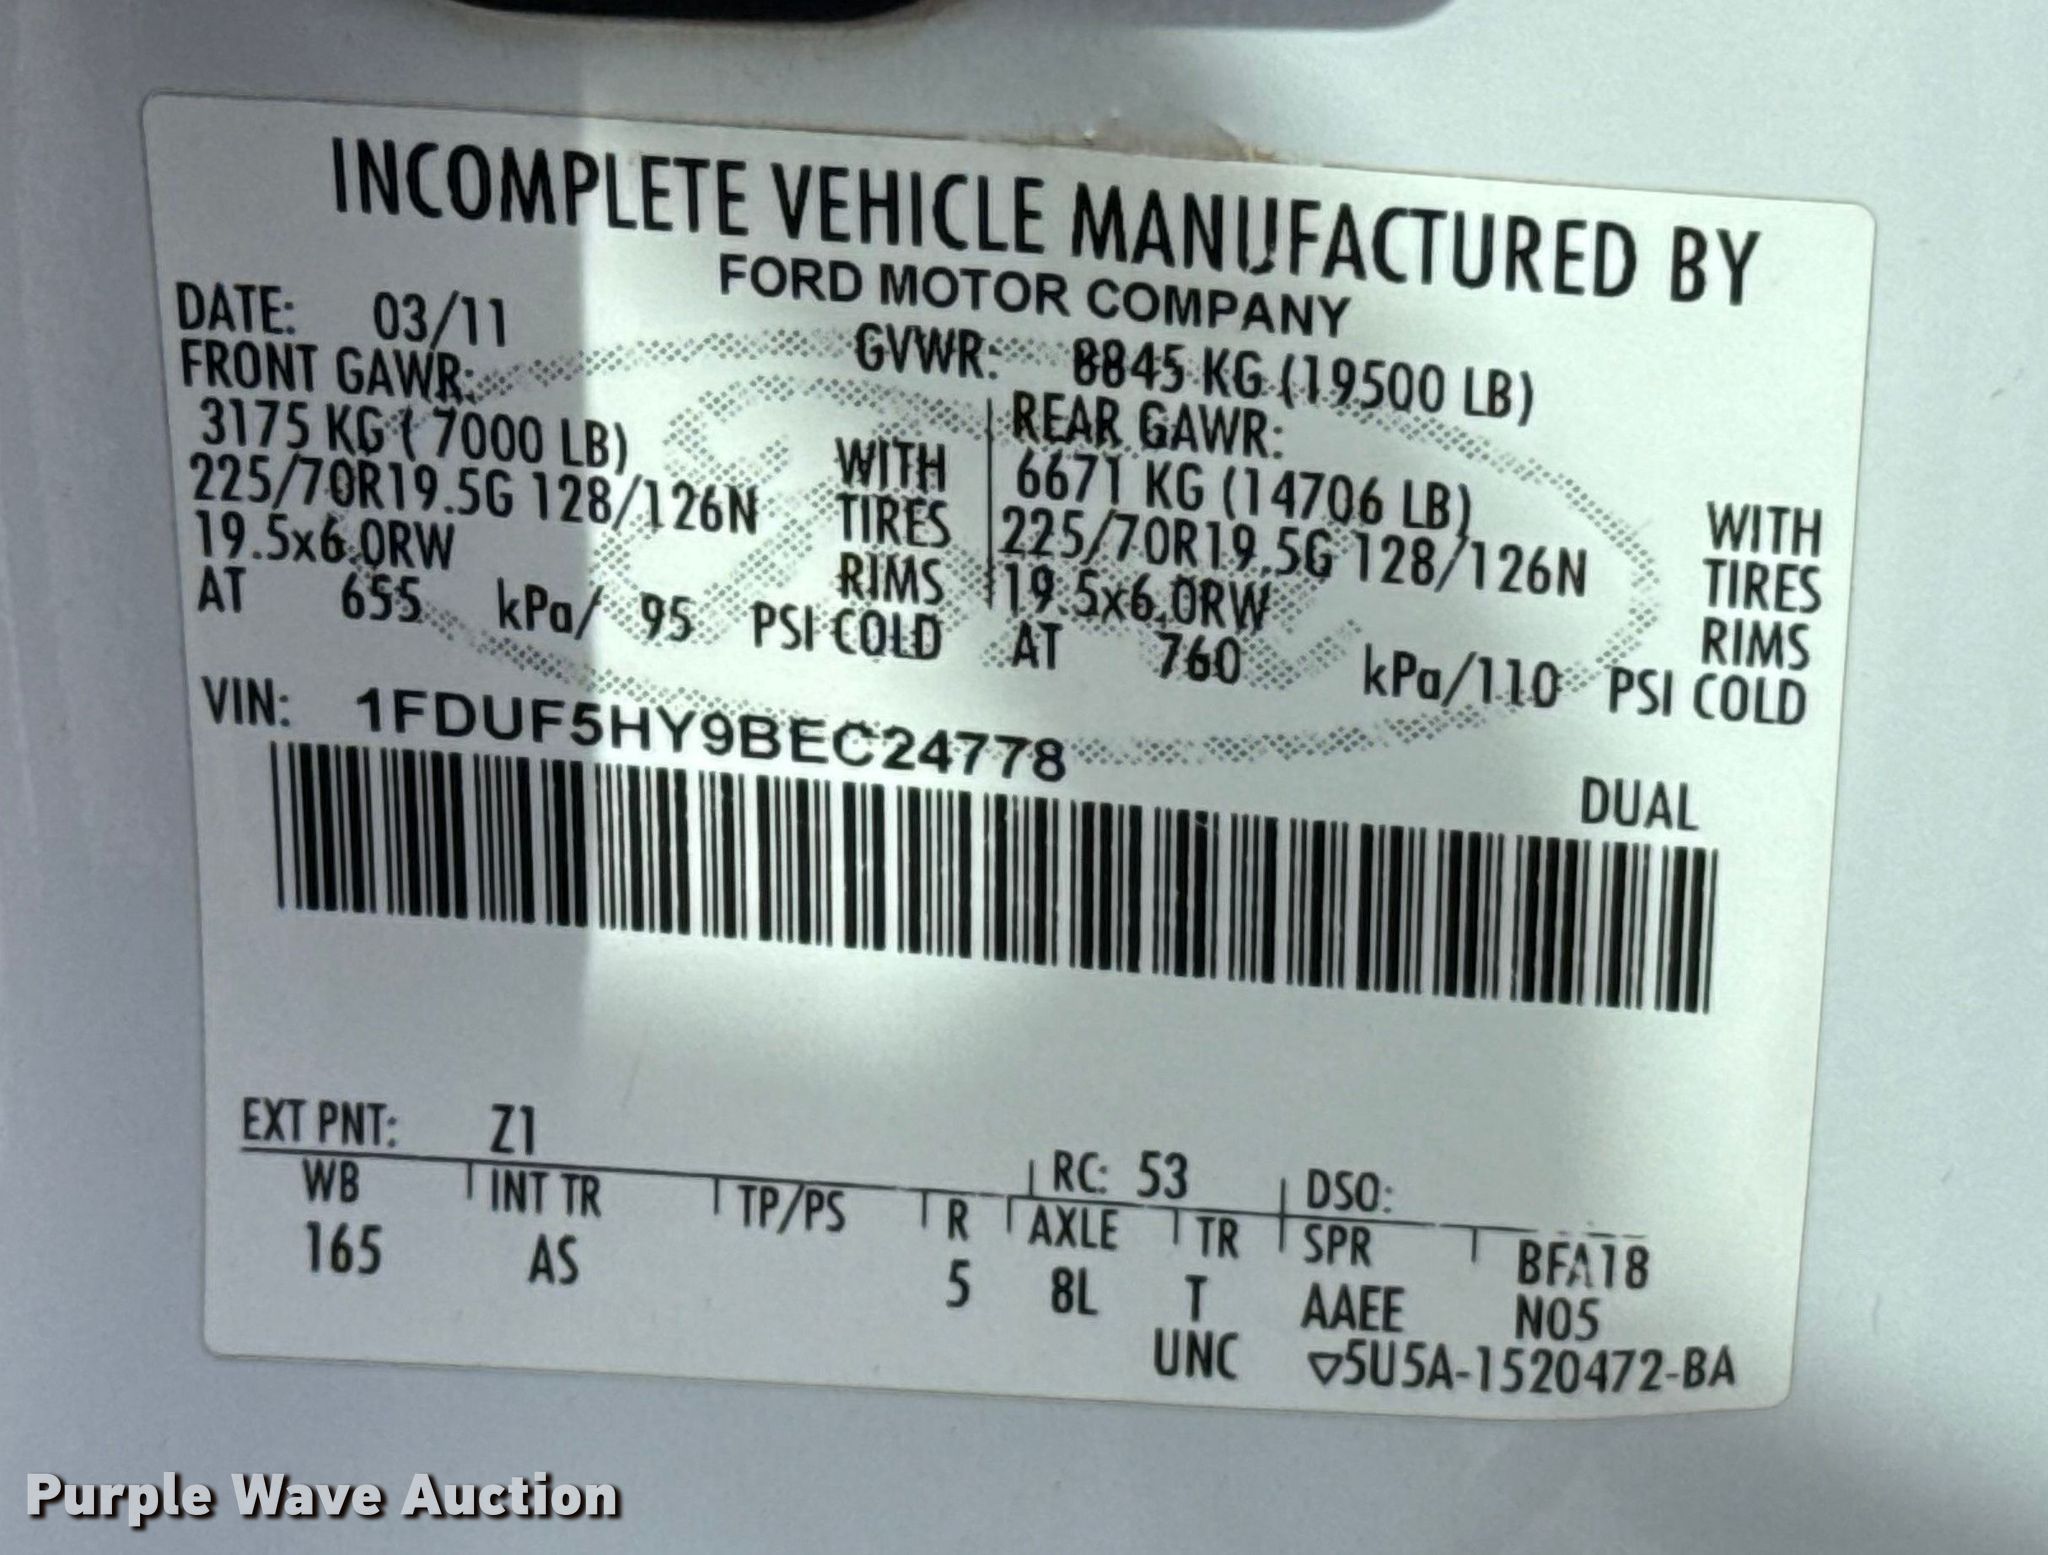 INCOMPLETE VEHICLE MANUFACTURED BY
FORD MOTOR COMPANY
DATE: 03/11
GVWR: 8845 KG (19500 LB)
FRONT GAWR:
3175 KG ( 7000 LB) WITH
225/70R19.5G 128/126N TIRES
19.5x6.0RW RIMS
AT 655 kPa/ 95 PSI COLD
REAR GAWR:
6671 KG (14706 LB) WITH
225/70R19.5G 128/126N TIRES
19.5x6.0RW RIMS
AT 760 kPa/110 PSI COLD
VIN: 1FDUF5HY9BEC24778
DUAL
EXT PNT: Z1 RC: 53 DSO:
WB INT TR TP/PS R AXLE TR SPR BFA18
165 AS 5 8L T AAEE N05
UNC ▽5U5A-1520472-BA
Purple Wave Auction